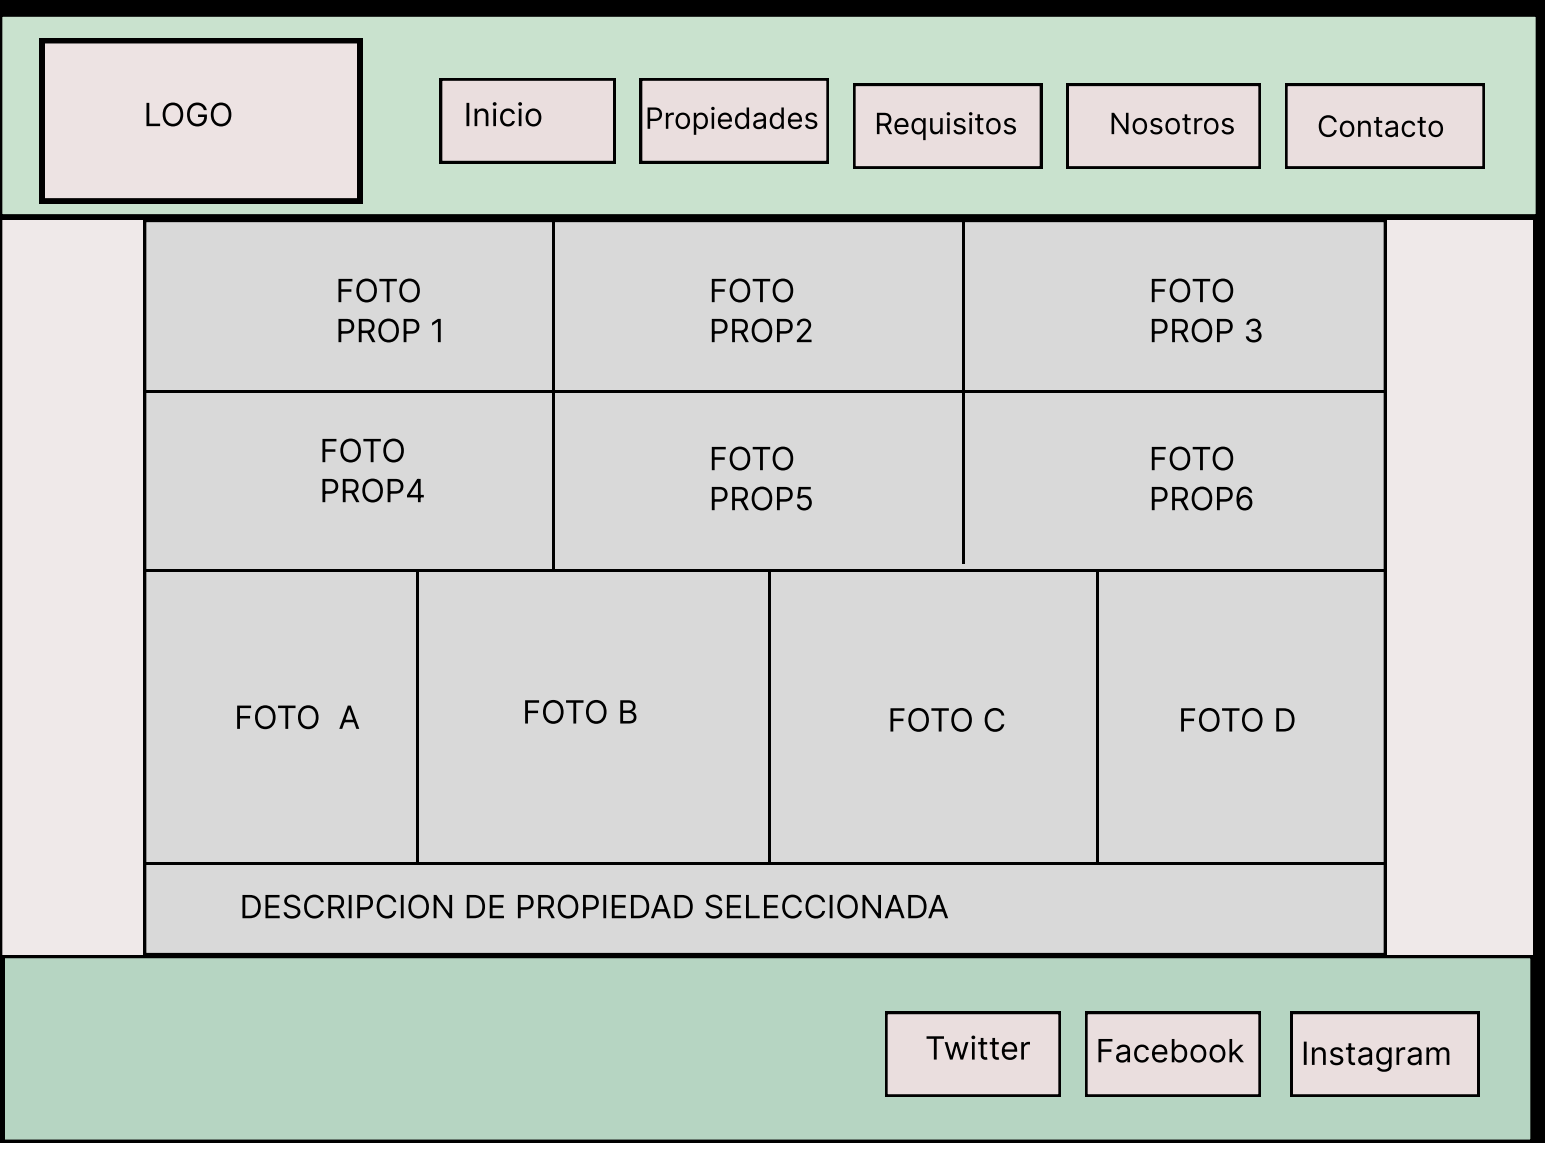 LOGO
Inicio
Propiedades
Requisitos
Nosotros
Contacto
FOTO
PROP 1
FOTO
PROP2
FOTO
PROP 3
FOTO
PROP4
FOTO
PROP5
FOTO
PROP6
FOTO  A
FOTO B
FOTO C
FOTO D
DESCRIPCION DE PROPIEDAD SELECCIONADA
Twitter
Facebook
Instagram